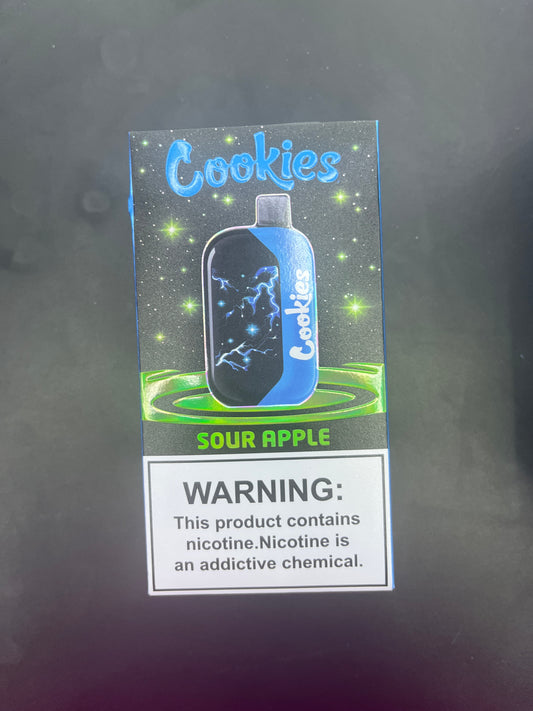 Cookies
Cookies
SOUR APPLE
WARNING:
This product contains
nicotine.Nicotine is
an addictive chemical.